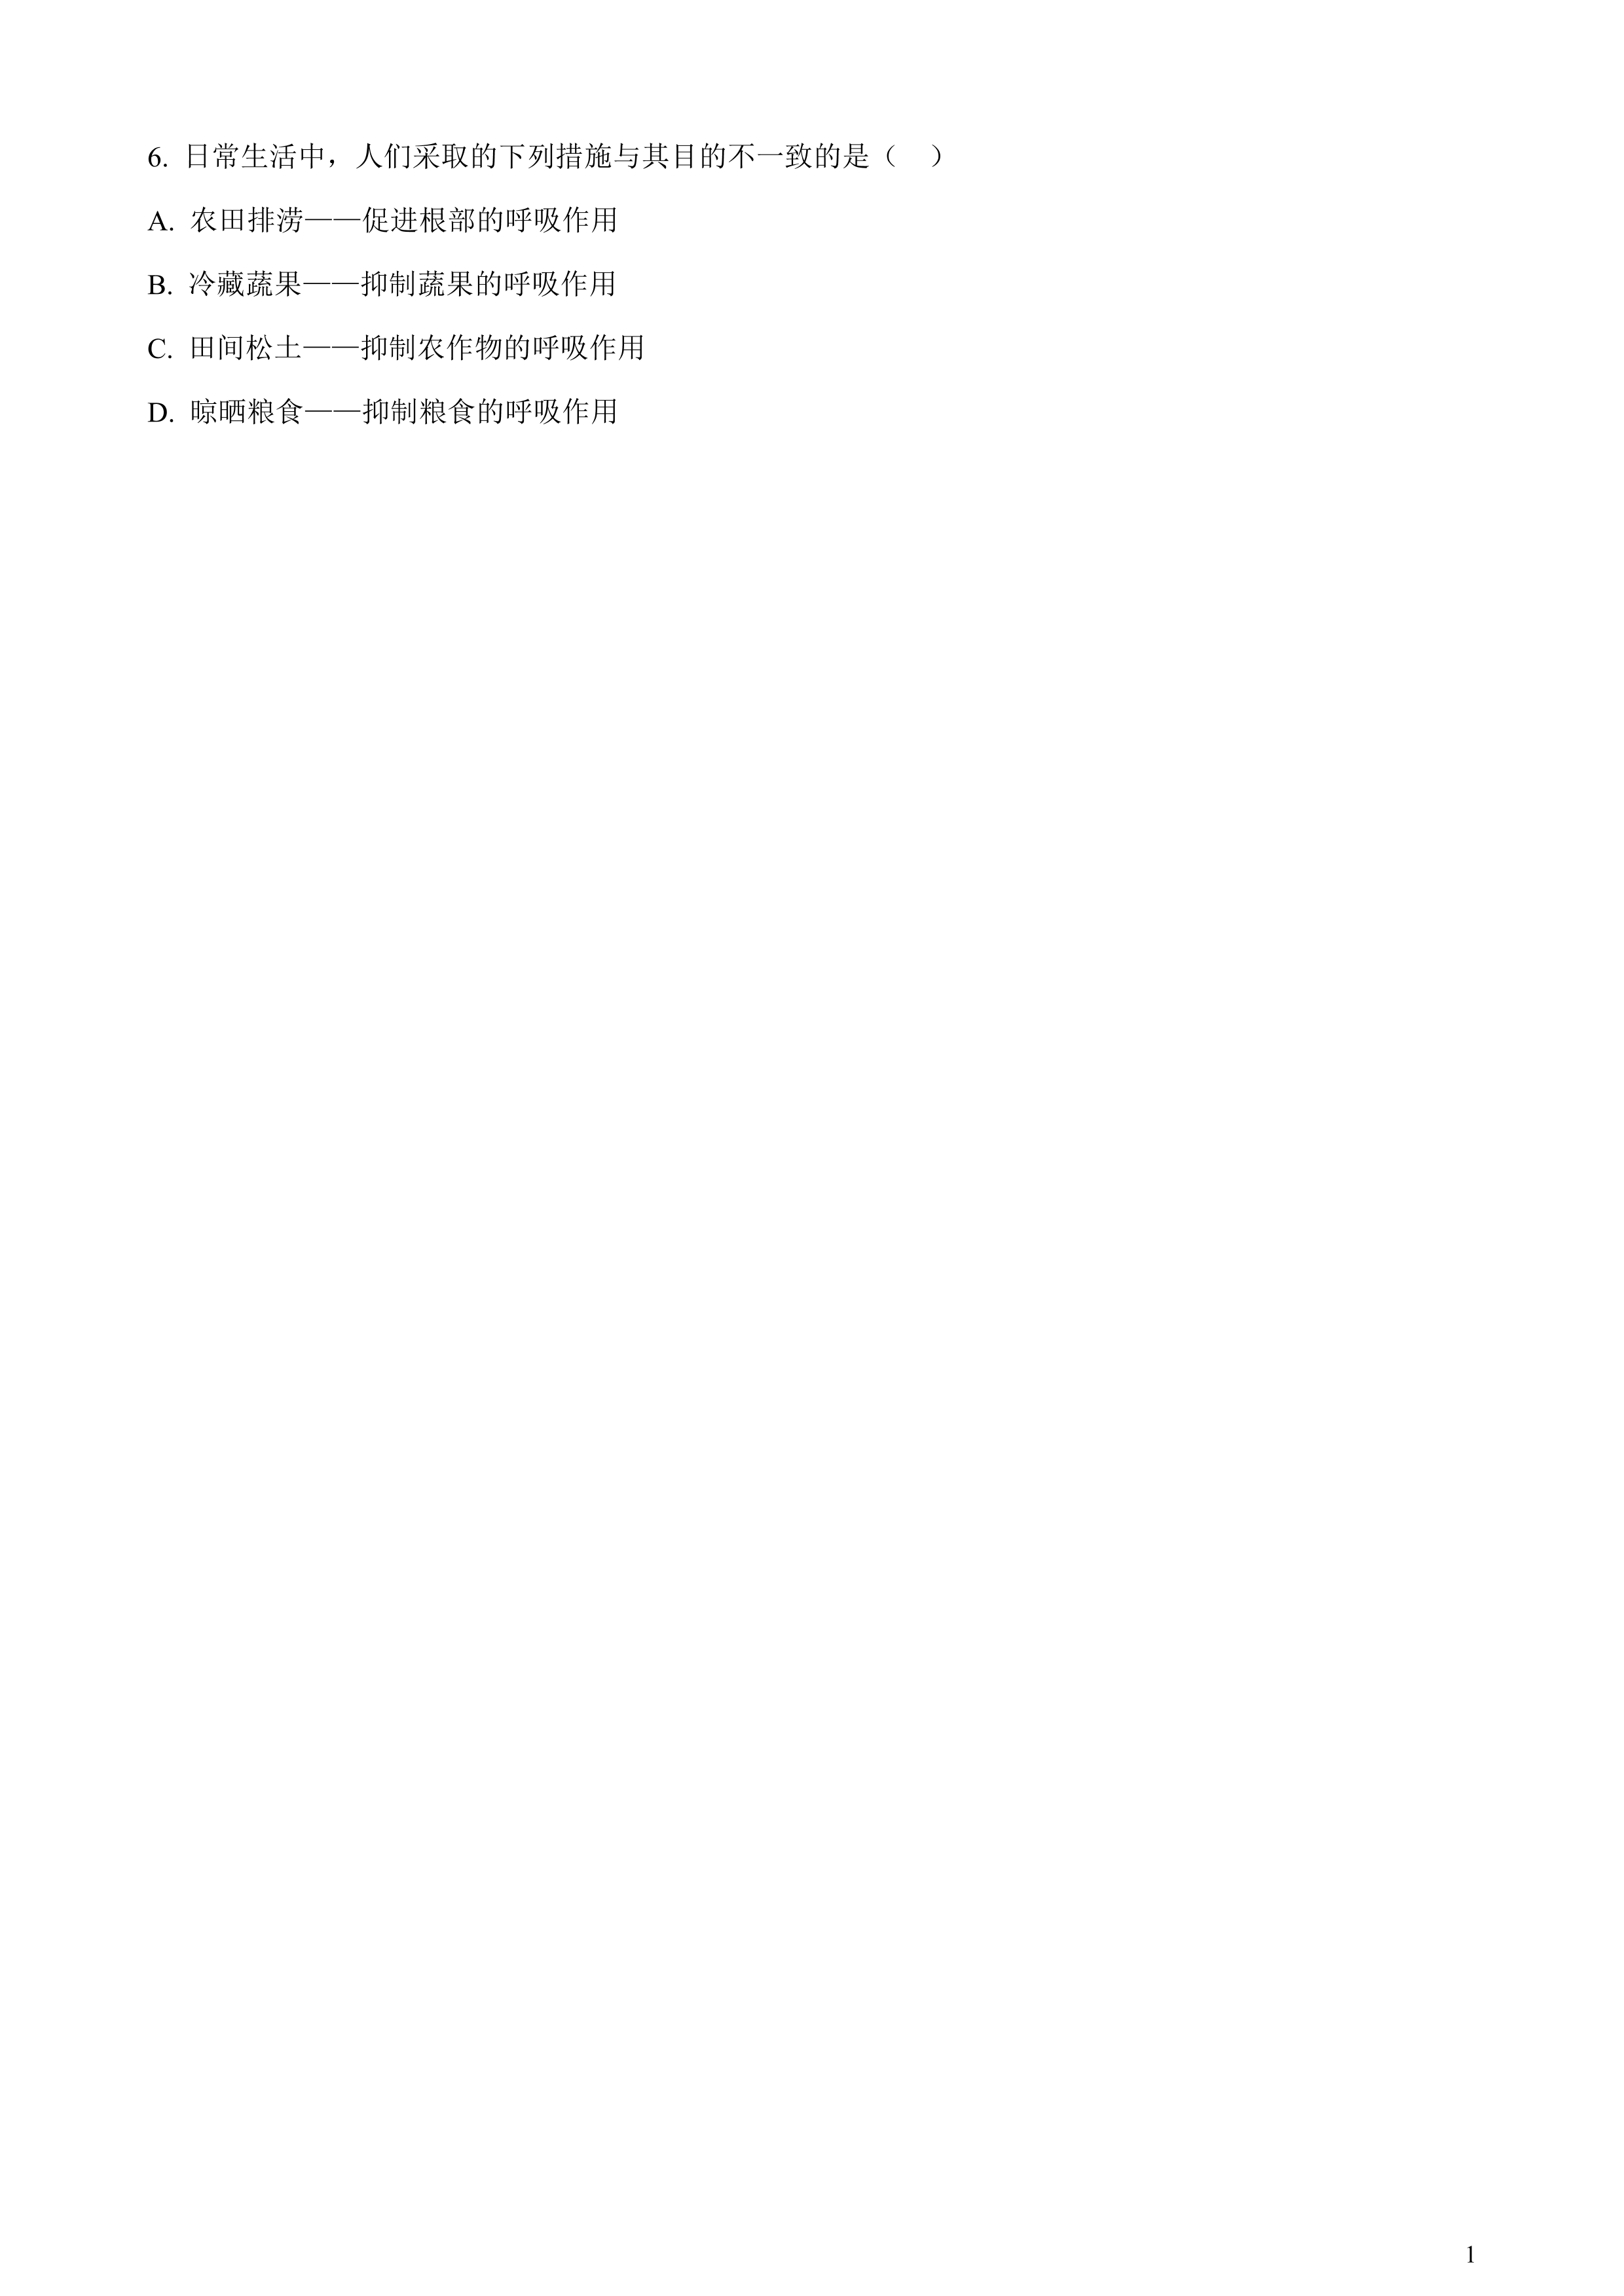 6. 日常生活中，人们采取的下列措施与其目的不一致的是（　）
A. 农田排涝——促进根部的呼吸作用
B. 冷藏蔬果——抑制蔬果的呼吸作用
C. 田间松土——抑制农作物的呼吸作用
D. 晾晒粮食——抑制粮食的呼吸作用
1